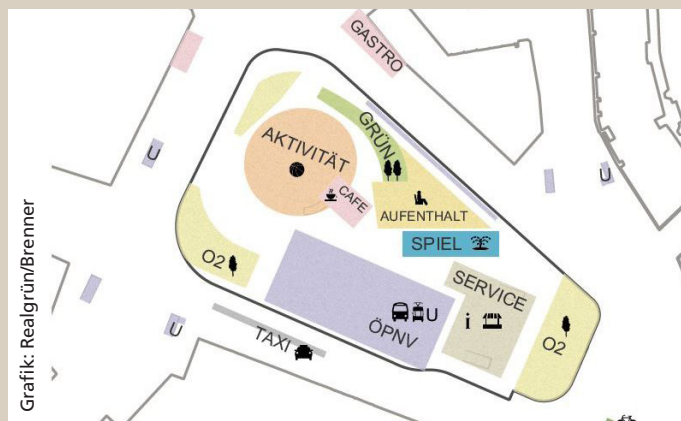 Grafik: Realgrün/Brenner
GASTRO
GRÜN
AKTIVITÄT
U
U
CAFE
AUFENTHALT
SPIEL
O2
SERVICE
i
U
ÖPNV
U
TAXI
O2